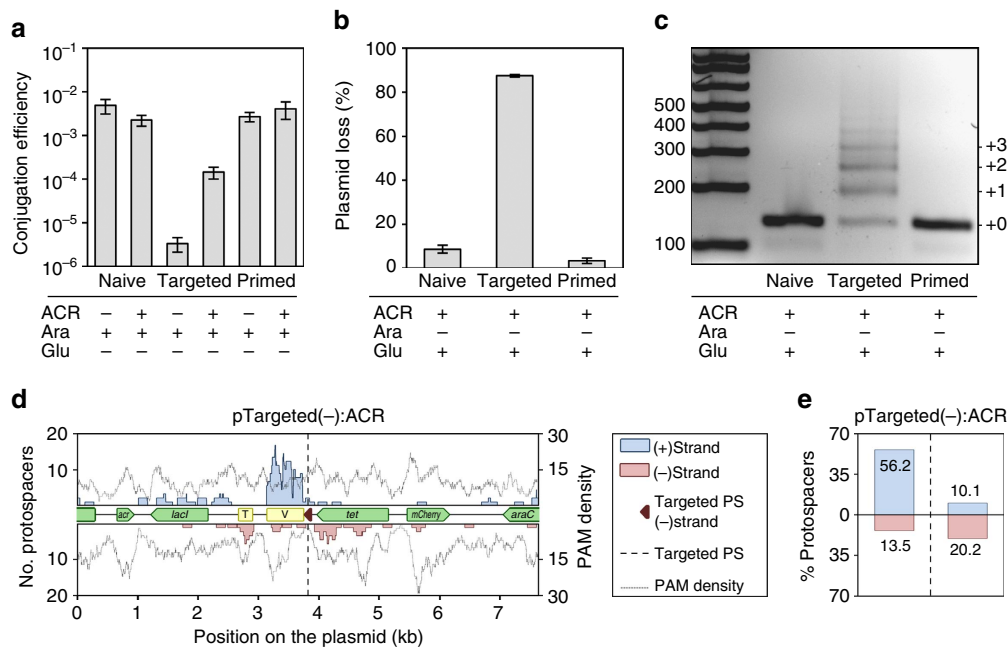 a
Conjugation efficiency
10⁻¹
10⁻²
10⁻³
10⁻⁴
10⁻⁵
10⁻⁶
Naive Targeted Primed
ACR – + – + – +
Ara + + + + + +
Glu – – – – – –
b
Plasmid loss (%)
100
80
60
40
20
0
Naive Targeted Primed
ACR + + +
Ara – – –
Glu + + +
c
500
400
300
200
100
+3
+2
+1
+0
Naive Targeted Primed
ACR + + +
Ara – – –
Glu + + +
d
pTargeted(–):ACR
No. protospacers
20
10
10
20
30
15
15
30
PAM density
acr lacI T V tet mCherry araC
0 1 2 3 4 5 6 7
Position on the plasmid (kb)
(+)Strand
(–)Strand
Targeted PS
(–)strand
Targeted PS
PAM density
e
pTargeted(–):ACR
% Protospacers
70
35
0
35
70
56.2 10.1
13.5 20.2